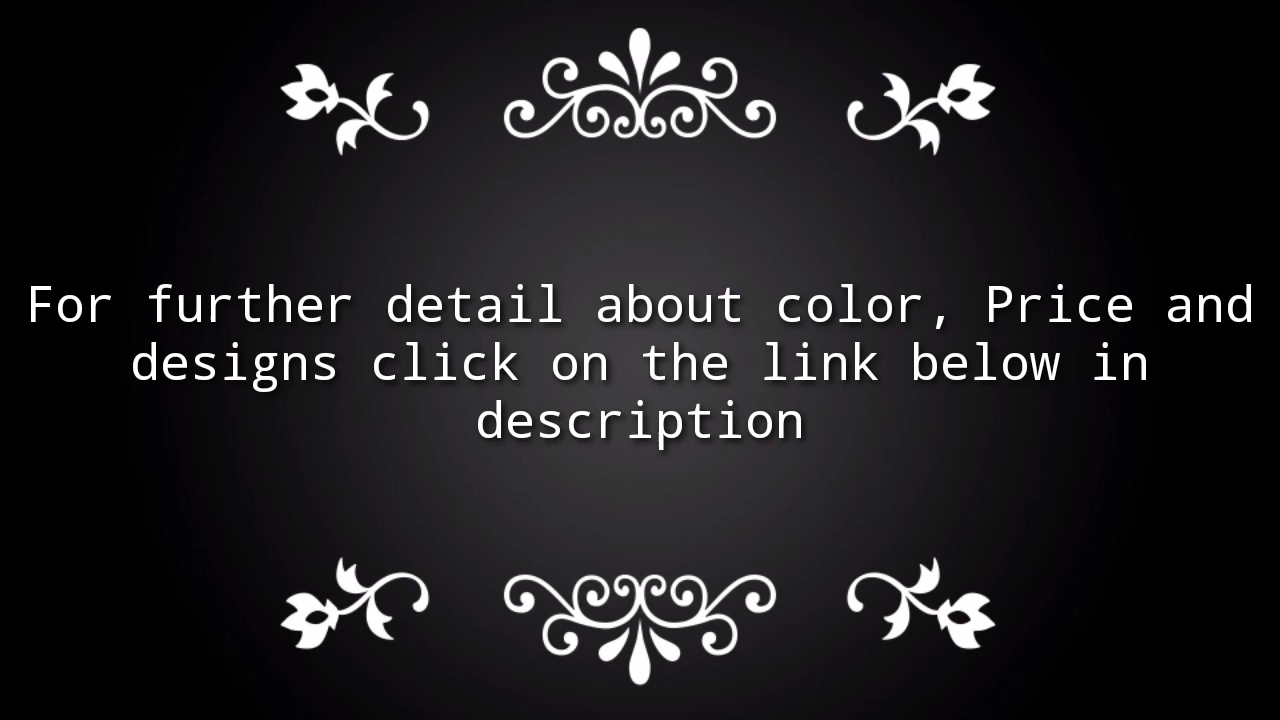 For further detail about color, Price and
designs click on the link below in
description